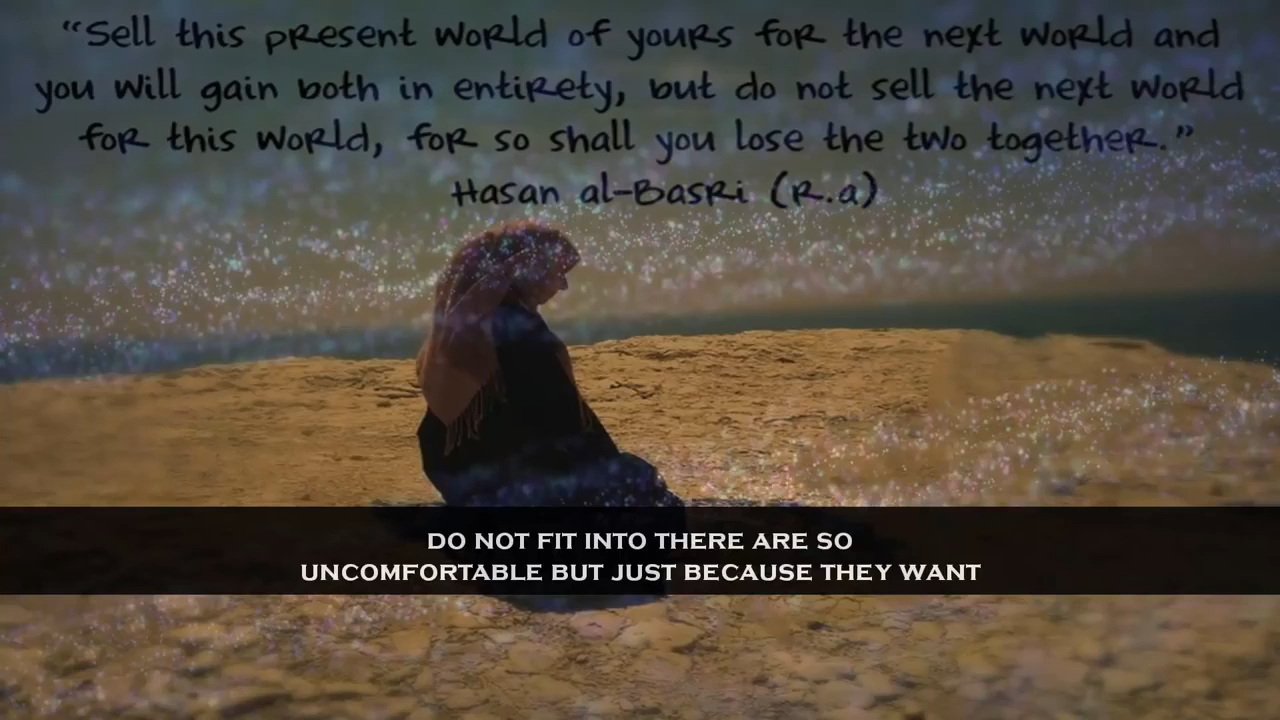 “Sell this present world of yours for the next world and
you will gain both in entirety, but do not sell the next world
for this world, for so shall you lose the two together.”
Hasan al-Basri (R.a)
DO NOT FIT INTO THERE ARE SO
UNCOMFORTABLE BUT JUST BECAUSE THEY WANT